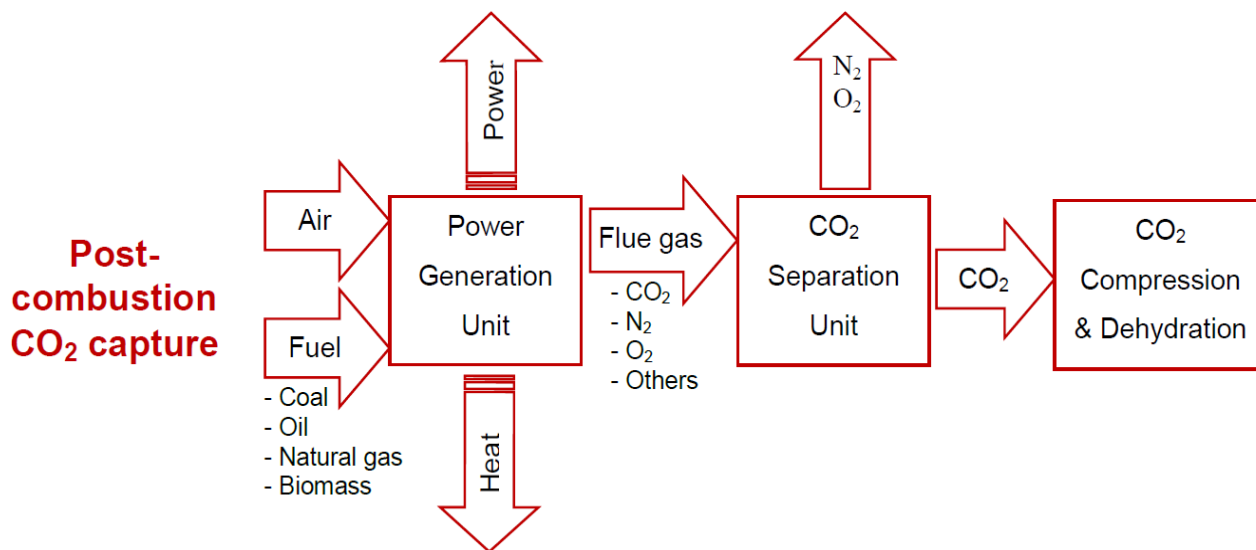 Post-
combustion
CO₂ capture
Air
Fuel
- Coal
- Oil
- Natural gas
- Biomass
Power
Power
Generation
Unit
Heat
Flue gas
- CO₂
- N₂
- O₂
- Others
N₂
O₂
CO₂
Separation
Unit
CO₂
CO₂
Compression
& Dehydration